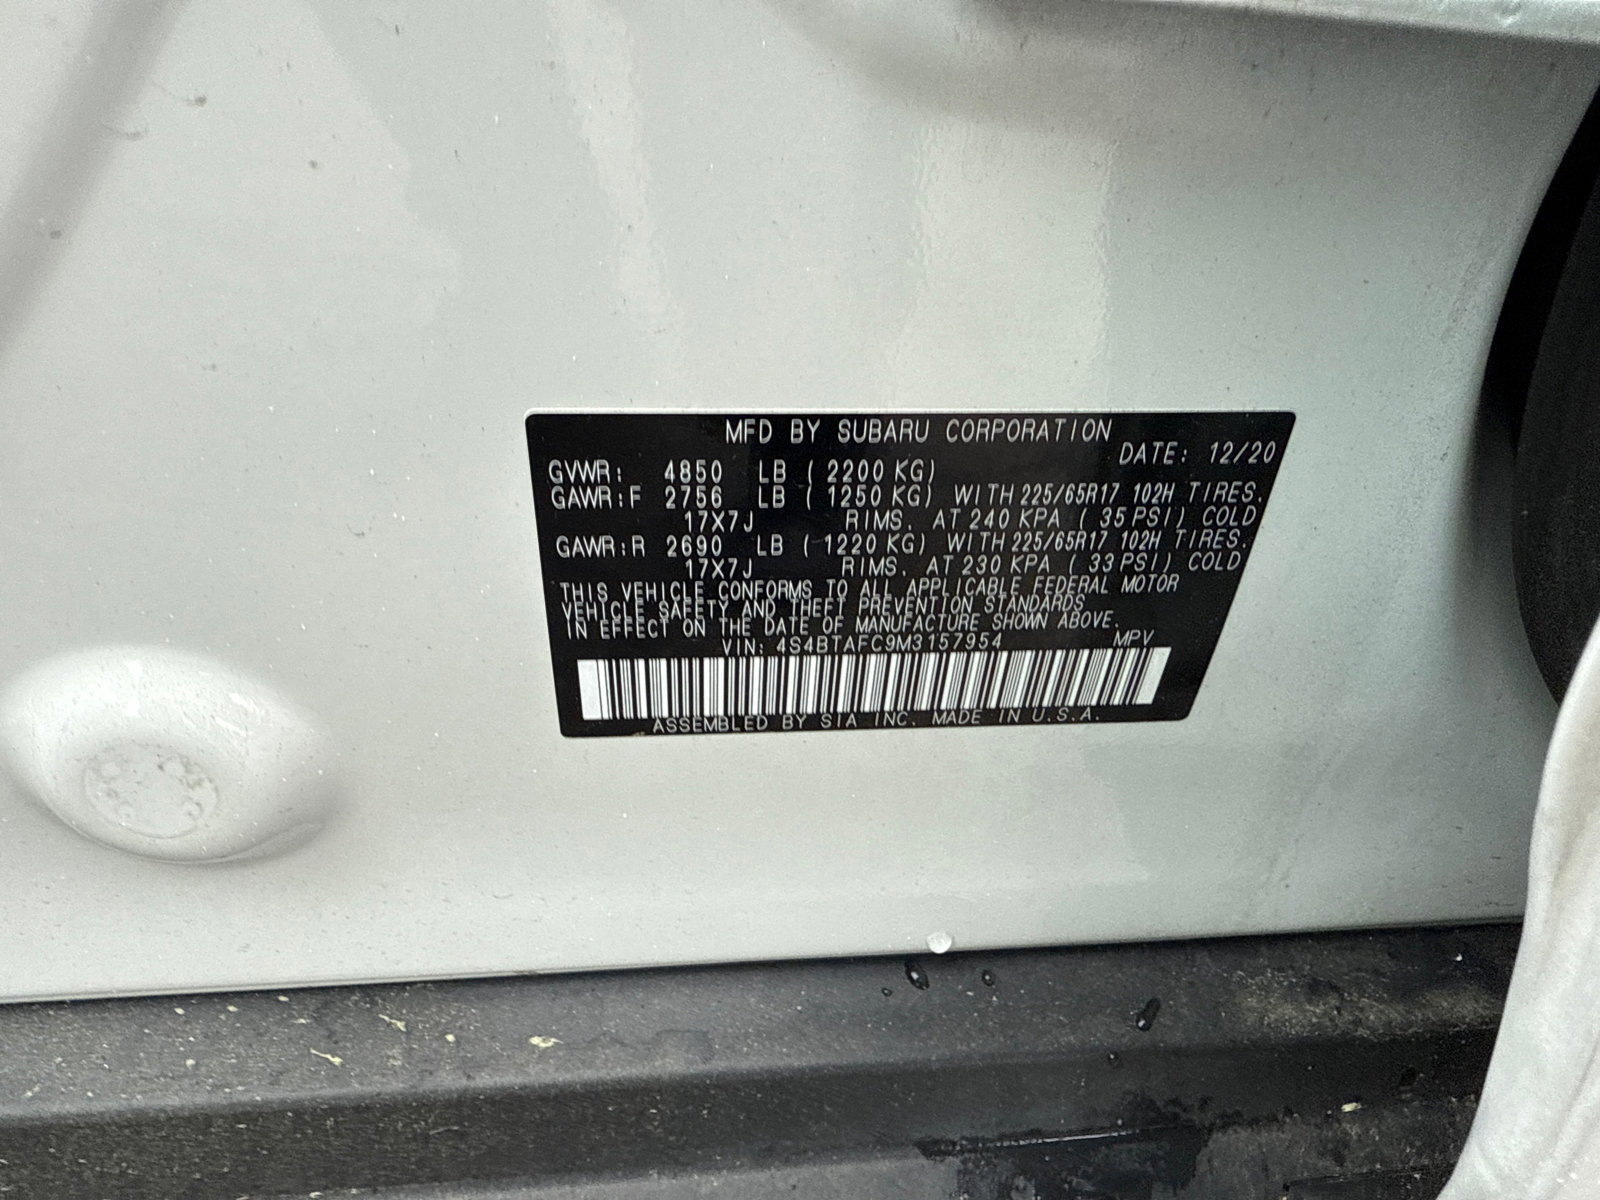 MFD BY SUBARU CORPORATION
DATE: 12/20
GVWR: 4850 LB ( 2200 KG)
GAWR:F 2756 LB ( 1250 KG) WITH 225/65R17 102H TIRES.
17X7J RIMS. AT 240 KPA ( 35 PSI) COLD
GAWR:R 2690 LB ( 1220 KG) WITH 225/65R17 102H TIRES.
17X7J RIMS. AT 230 KPA ( 33 PSI) COLD
THIS VEHICLE CONFORMS TO ALL APPLICABLE FEDERAL MOTOR
VEHICLE SAFETY AND THEFT PREVENTION STANDARDS
IN EFFECT ON THE DATE OF MANUFACTURE SHOWN ABOVE.
VIN: 4S4BTAFC9M3157954 MPV
ASSEMBLED BY SIA INC. MADE IN U.S.A.